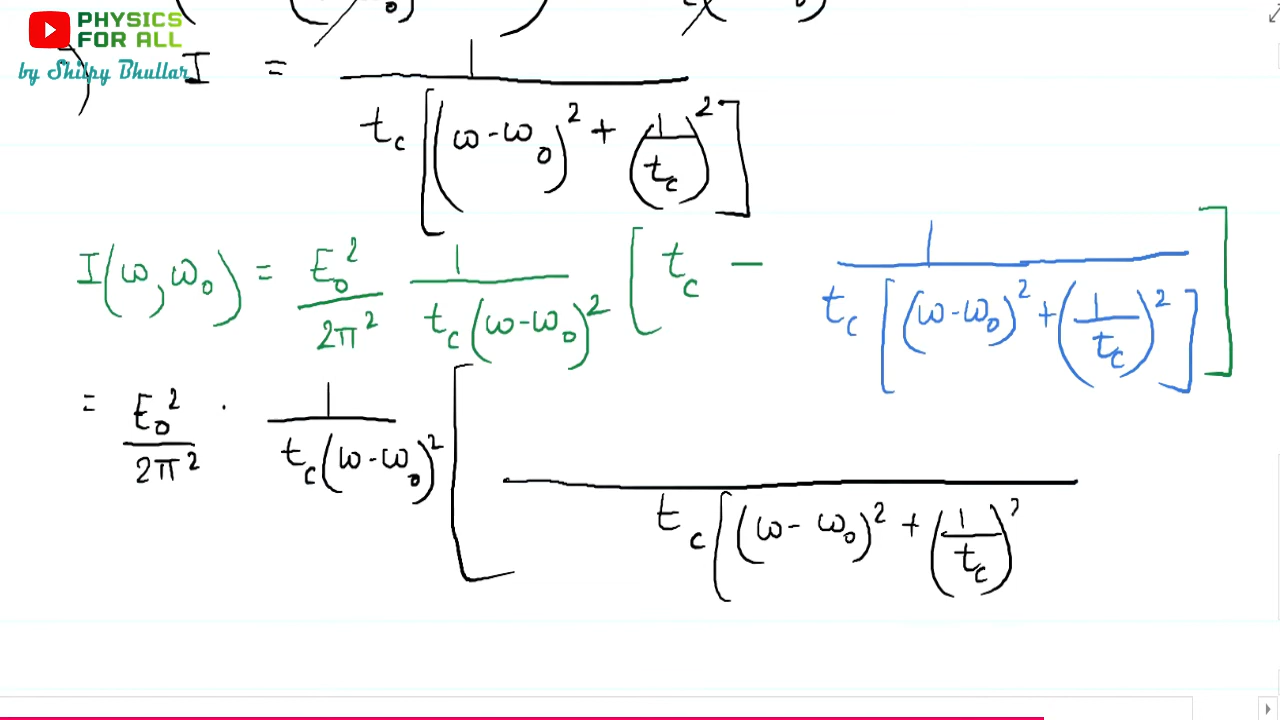 PHYSICS
FOR ALL
by Shilpy Bhullar
I = 1 / t_c [(ω-ω_0)^2 + (1/t_c)^2]
I(ω,ω_0) = E_0^2 / 2π^2 1 / t_c(ω-ω_0)^2 [t_c - 1 / t_c [(ω-ω_0)^2 + (1/t_c)^2]]
= E_0^2 / 2π^2 · 1 / t_c(ω-ω_0)^2 [ / t_c [(ω-ω_0)^2 + (1/t_c)^2